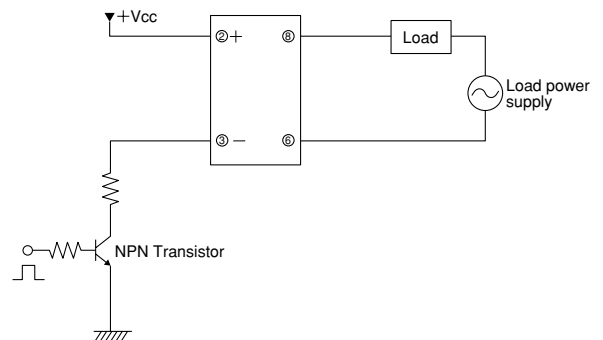 +Vcc
② + ⑧
Load
Load power
supply
③ − ⑥
NPN Transistor